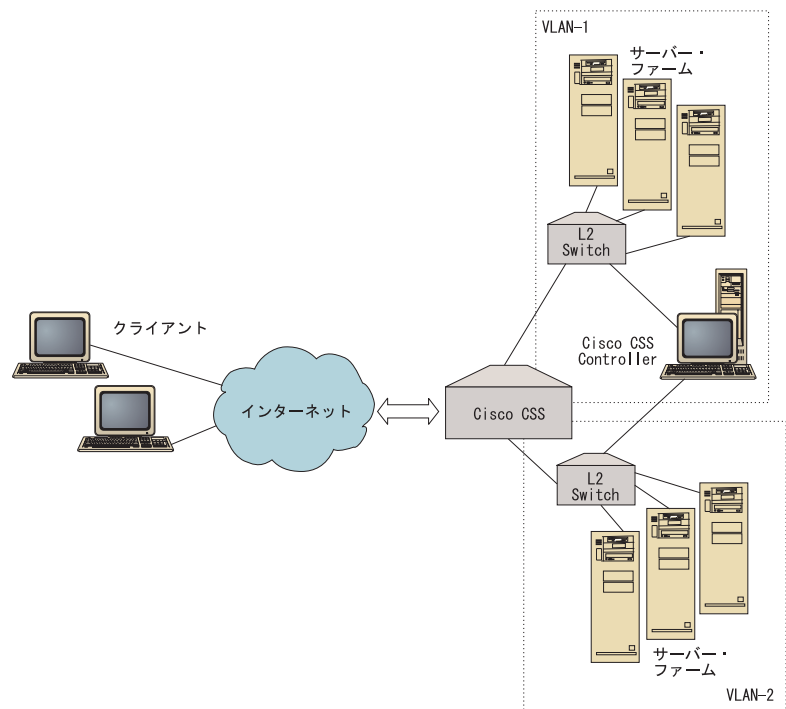 VLAN-1
サーバー・
ファーム
L2
Switch
クライアント
Cisco CSS
Controller
インターネット
Cisco CSS
L2
Switch
サーバー・
ファーム
VLAN-2